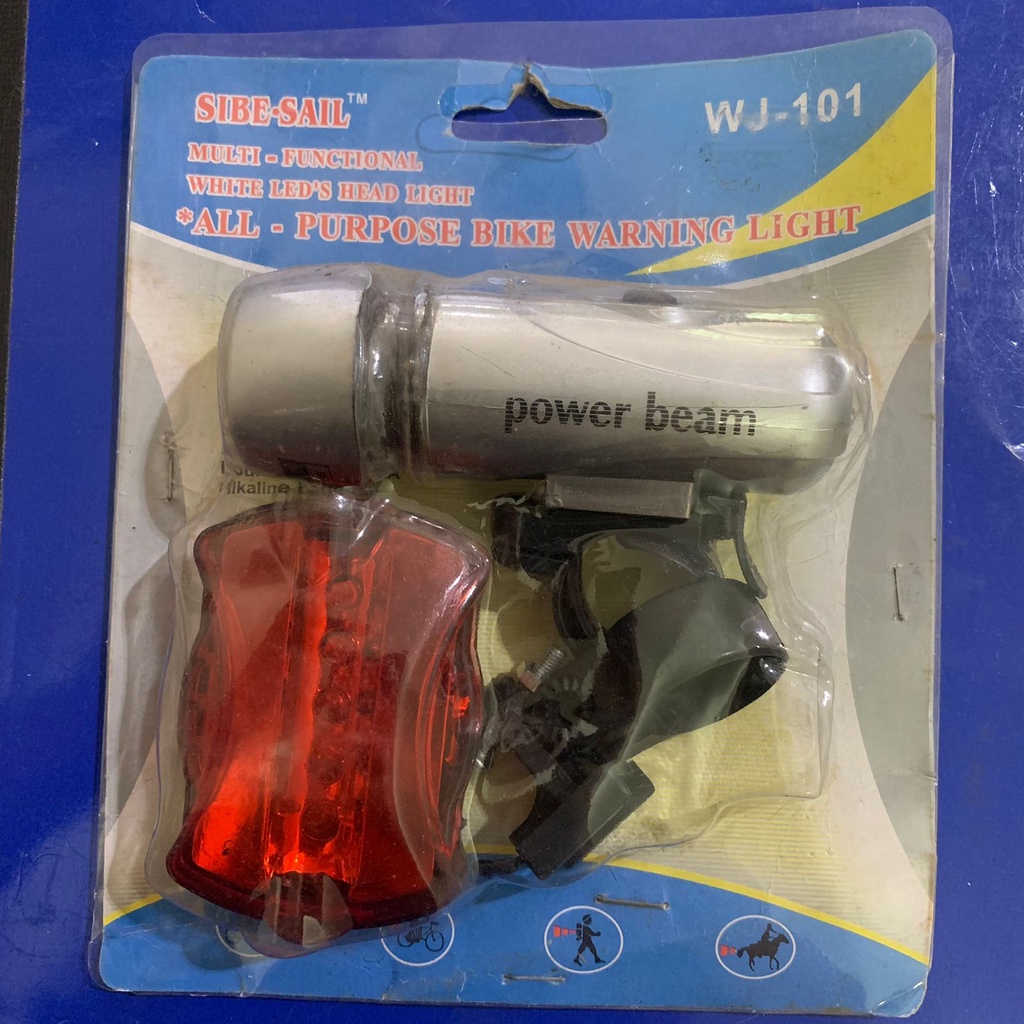 SIBE•SAIL™
WJ-101
MULTI - FUNCTIONAL
WHITE LED'S HEAD LIGHT
*ALL - PURPOSE BIKE WARNING LIGHT
power beam